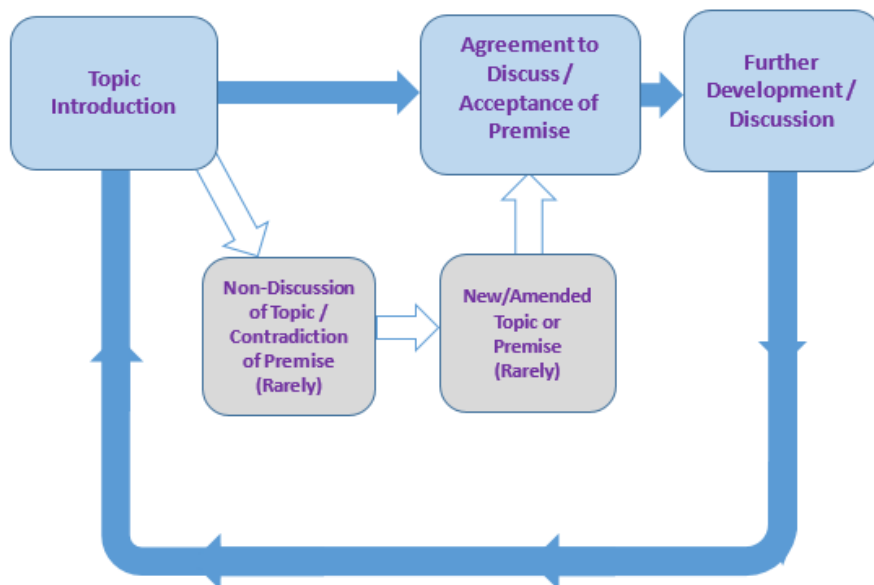 Topic
Introduction
Agreement to
Discuss /
Acceptance of
Premise
Further
Development /
Discussion
Non-Discussion
of Topic /
Contradiction
of Premise
(Rarely)
New/Amended
Topic or
Premise
(Rarely)